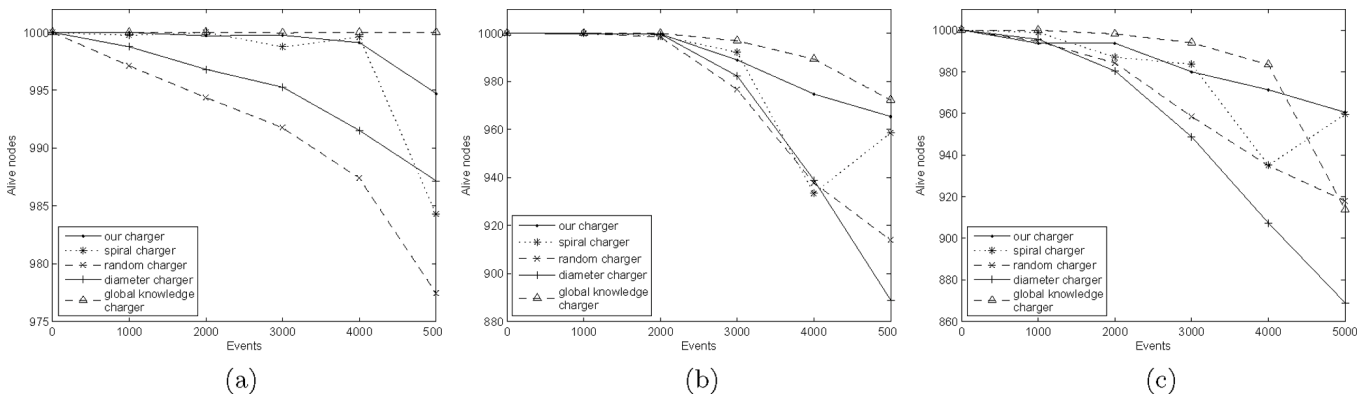 1000
995
990
985
980
975
Alive nodes
our charger
spiral charger
random charger
diameter charger
global knowledge
charger
0 1000 2000 3000 4000 500
Events
(a)
1000
980
960
940
920
900
880
Alive nodes
our charger
spiral charger
random charger
diameter charger
global knowledge
charger
0 1000 2000 3000 4000 500
Events
(b)
1000
980
960
940
920
900
880
860
Alive nodes
our charger
spiral charger
random charger
diameter charger
global knowledge
charger
0 1000 2000 3000 4000 5000
Events
(c)